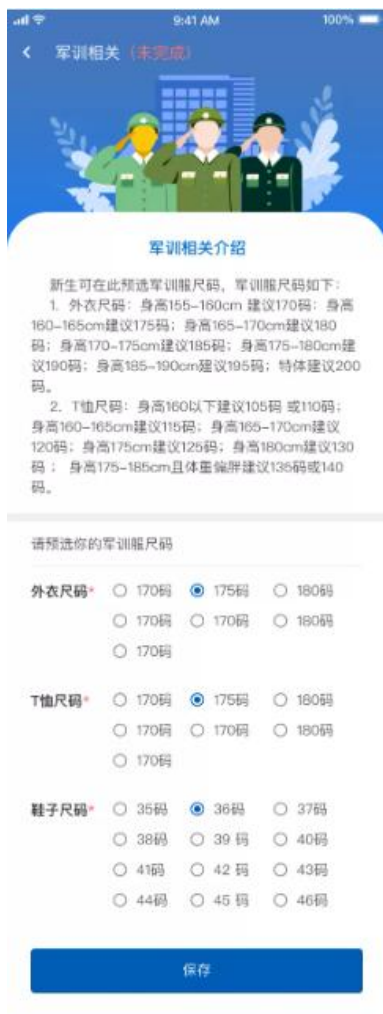 9:41 AM 100%
军训相关（未完成）
军训相关介绍
新生可在此预选军训服尺码，军训服尺码如下：
1. 外衣尺码：身高155-160cm 建议170码；身高
160-165cm建议175码；身高165-170cm建议180
码；身高170-175cm建议185码；身高175-180cm建
议190码；身高185-190cm建议195码；特体建议200
码。
2. T恤尺码：身高160以下建议105码 或110码；
身高160-165cm建议115码；身高165-170cm建议
120码；身高175cm建议125码；身高180cm建议130
码； 身高175-185cm且体重偏胖建议135码或140
码。
请预选你的军训服尺码
外衣尺码* 170码 175码 180码
170码 170码 180码
170码
T恤尺码* 170码 175码 180码
170码 170码 180码
170码
鞋子尺码* 35码 36码 37码
38码 39 码 40码
41码 42 码 43码
44码 45 码 46码
保存